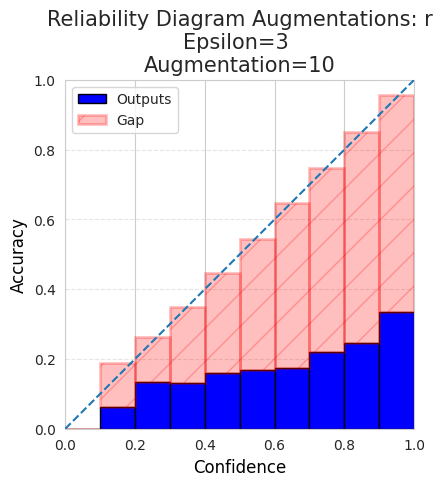 Reliability Diagram Augmentations: r
Epsilon=3
Augmentation=10
Outputs
Gap
Accuracy
1.0
0.8
0.6
0.4
0.2
0.0
0.0 0.2 0.4 0.6 0.8 1.0
Confidence